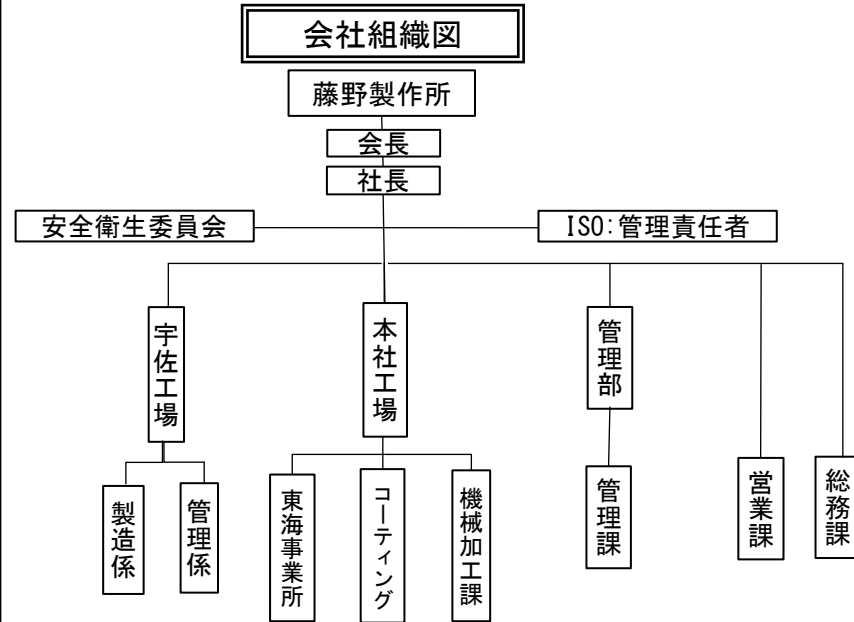 会社組織図
藤野製作所
会長
社長
安全衛生委員会
ISO:管理責任者
宇佐工場
本社工場
管理部
製造係
管理係
東海事業所
コーティング
機械加工課
管理課
営業課
総務課